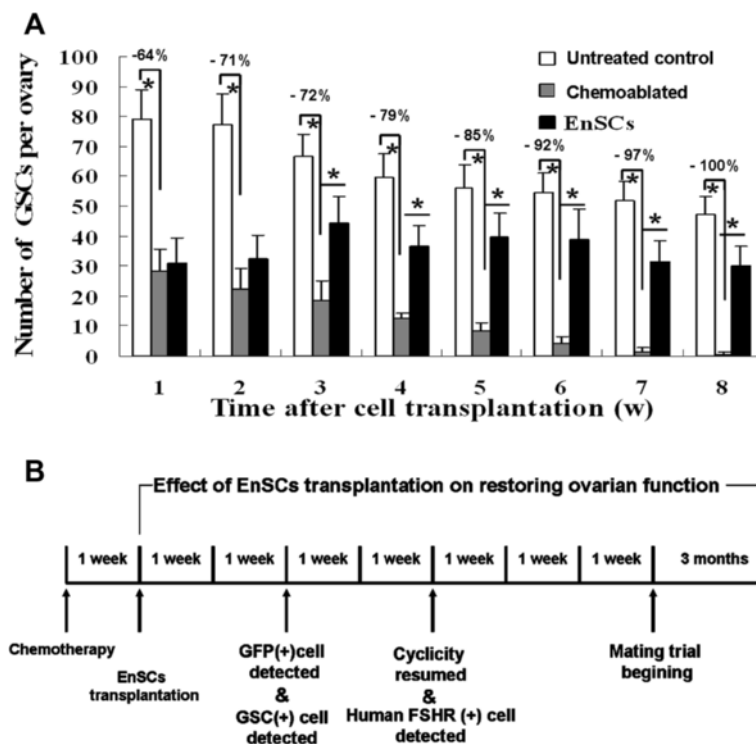 A
Number of GSCs per ovary
100
90
80
70
60
50
40
30
20
10
0
-64%
- 71%
- 72%
- 79%
- 85%
- 92%
- 97%
- 100%
* * * * * * * *
* * * * * *
Untreated control
Chemoablated
EnSCs
1 2 3 4 5 6 7 8
Time after cell transplantation (w)
B
Effect of EnSCs transplantation on restoring ovarian function
1 week 1 week 1 week 1 week 1 week 1 week 1 week 1 week 3 months
Chemotherapy
EnSCs
transplantation
GFP(+)cell
detected
&
GSC(+) cell
detected
Cyclicity
resumed
&
Human FSHR (+) cell
detected
Mating trial
begining